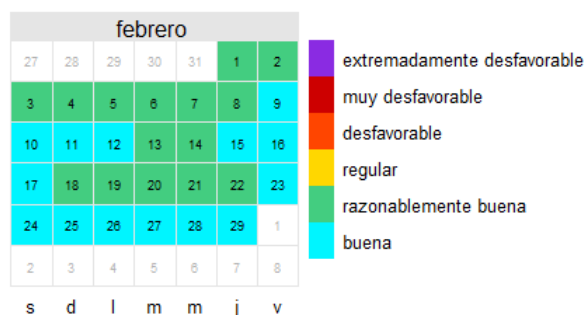 febrero
27 28 29 30 31 1 2
3 4 5 6 7 8 9
10 11 12 13 14 15 16
17 18 19 20 21 22 23
24 25 26 27 28 29 1
2 3 4 5 6 7 8
s d l m m j v
extremadamente desfavorable
muy desfavorable
desfavorable
regular
razonablemente buena
buena